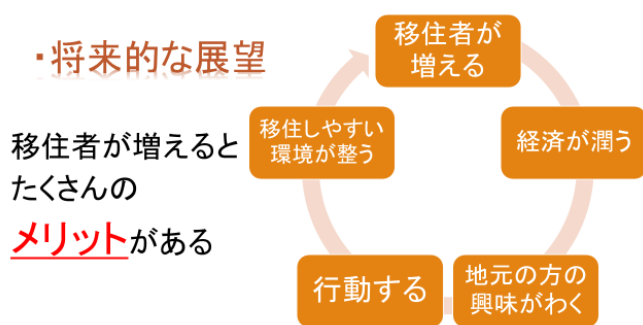 ・将来的な展望
移住者が増えると
たくさんの
メリットがある
移住者が
増える
経済が潤う
地元の方の
興味がわく
行動する
移住しやすい
環境が整う